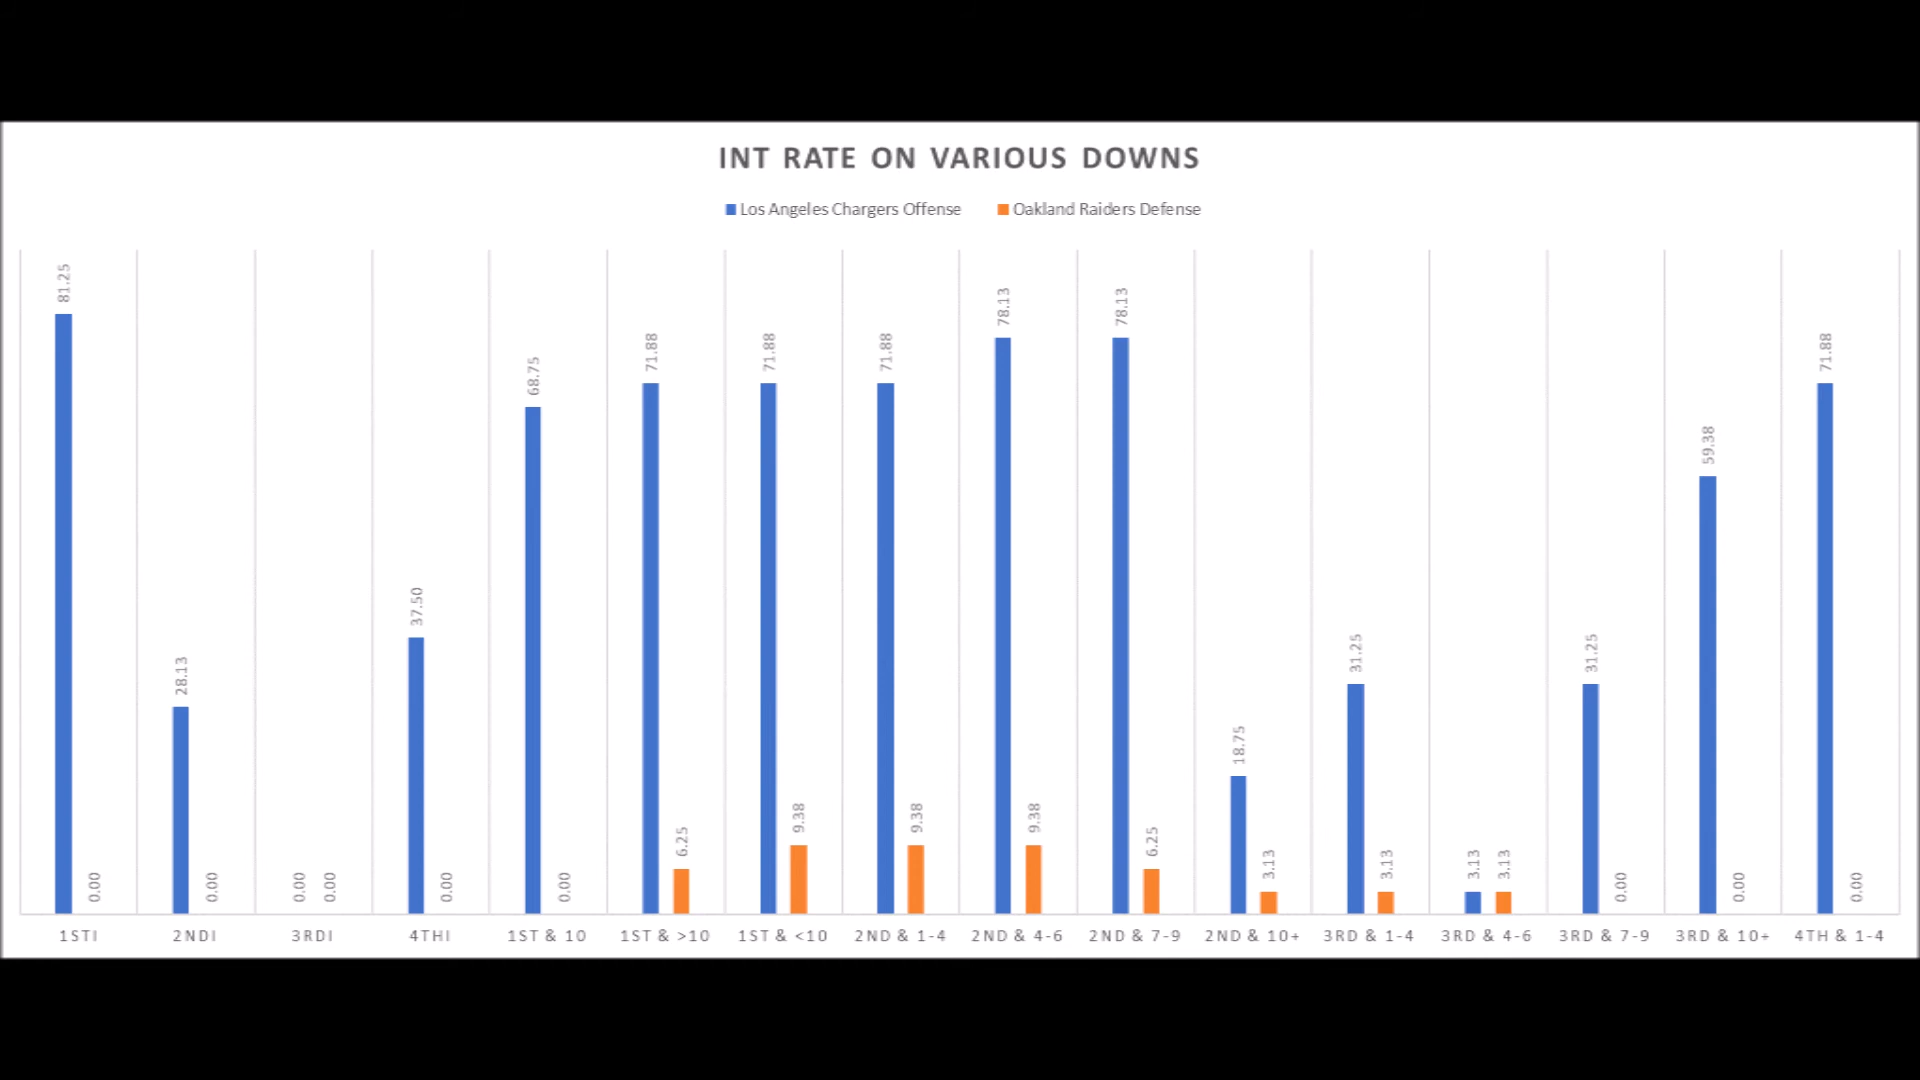 INT RATE ON VARIOUS DOWNS
Los Angeles Chargers Offense Oakland Raiders Defense
81.25 0.00 28.13 0.00 0.00 0.00 37.50 0.00 68.75 0.00 71.88 6.25 71.88 9.38 71.88 9.38 78.13 9.38 78.13 6.25 18.75 3.13 31.25 3.13 3.13 3.13 31.25 0.00 59.38 0.00 71.88 0.00
1STI 2NDI 3RDI 4THI 1ST & 10 1ST & >10 1ST & <10 2ND & 1-4 2ND & 4-6 2ND & 7-9 2ND & 10+ 3RD & 1-4 3RD & 4-6 3RD & 7-9 3RD & 10+ 4TH & 1-4